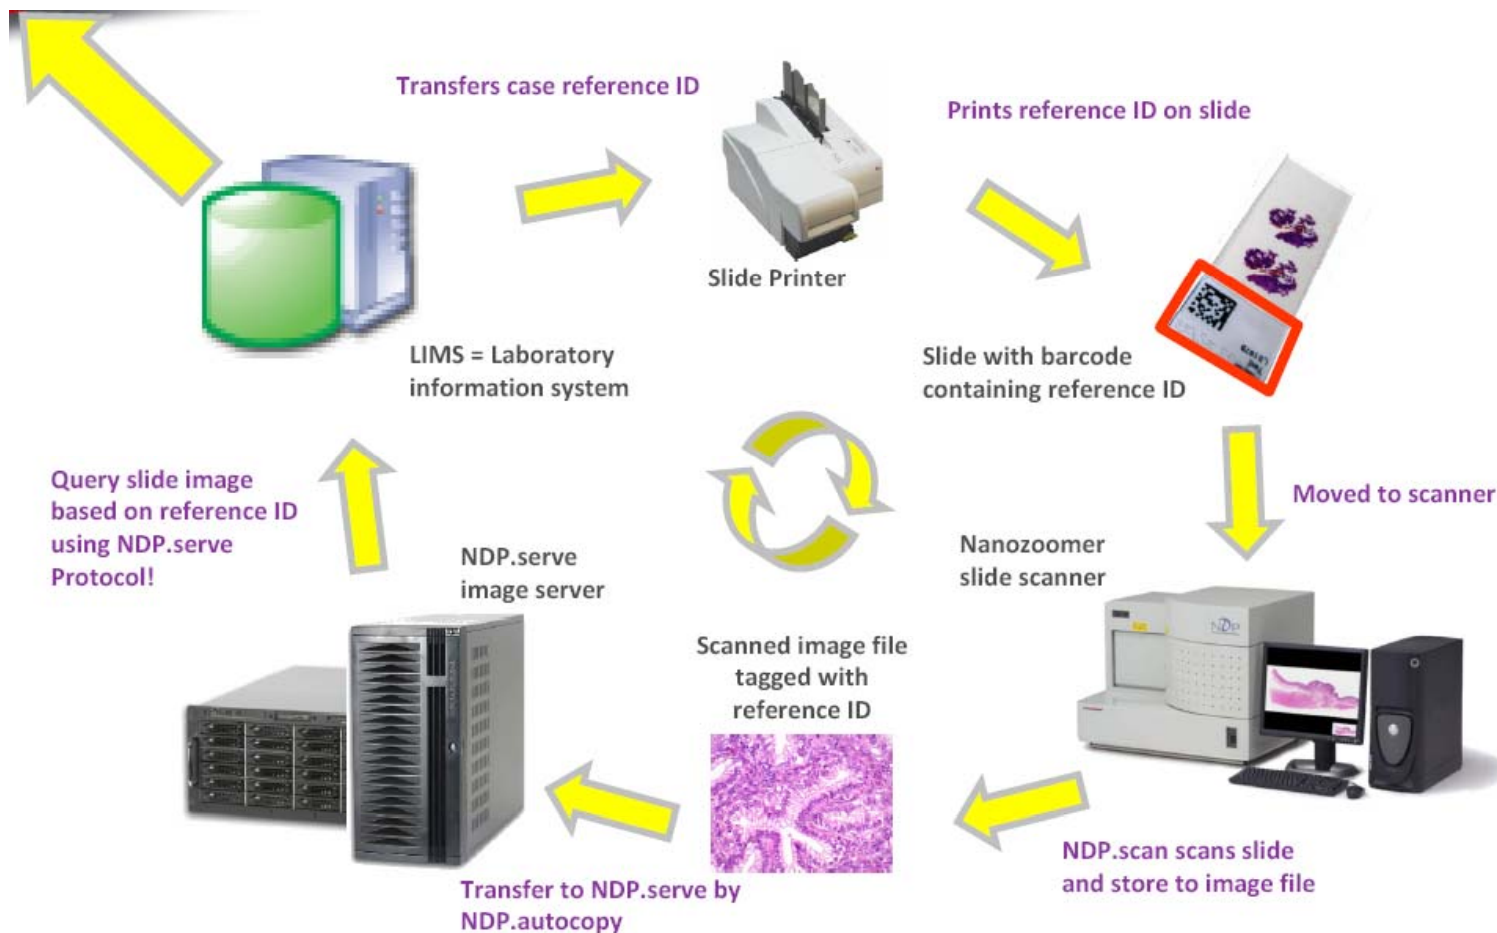 Transfers case reference ID
Prints reference ID on slide
Slide Printer
LIMS = Laboratory
information system
Slide with barcode
containing reference ID
Query slide image
based on reference ID
using NDP.serve
Protocol!
Moved to scanner
NDP.serve
image server
Nanozoomer
slide scanner
NDP
Scanned image file
tagged with
reference ID
NDP.scan scans slide
and store to image file
Transfer to NDP.serve by
NDP.autocopy